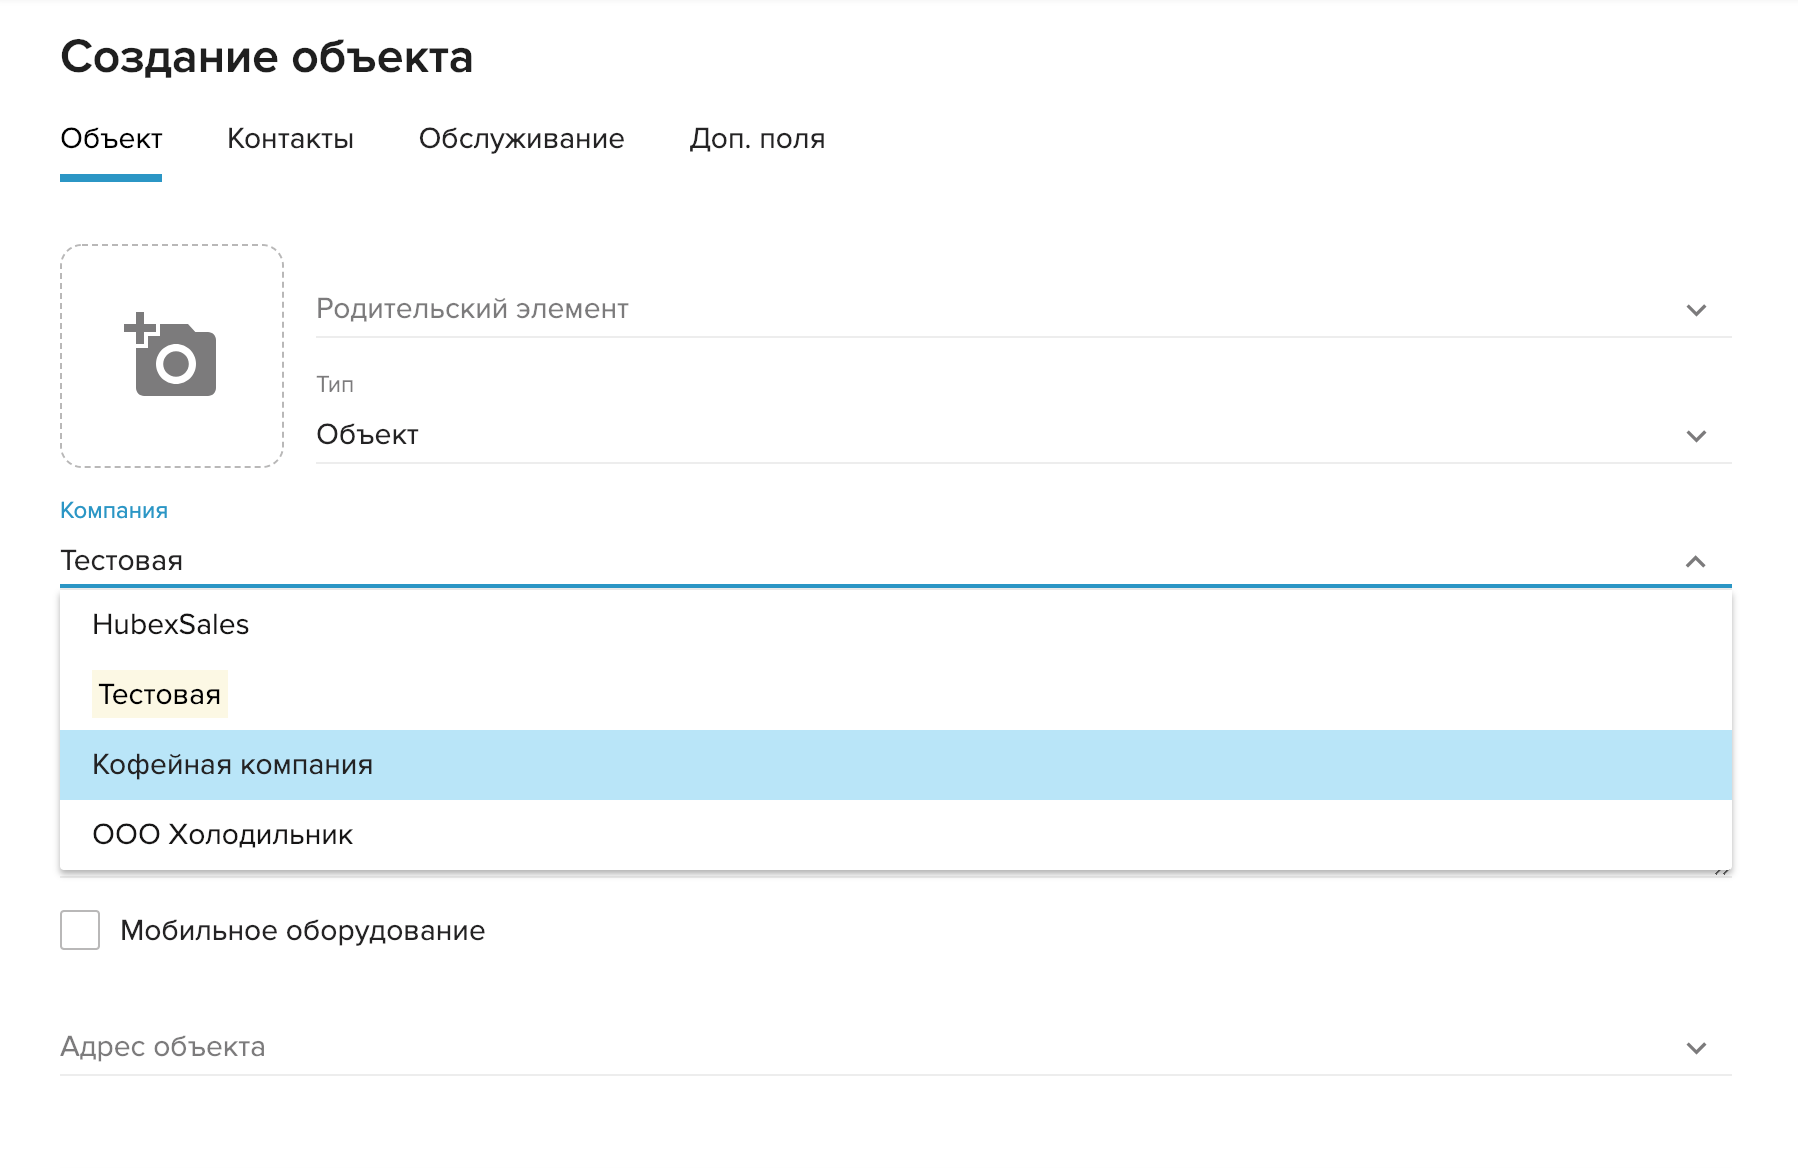 Создание объекта
Объект Контакты Обслуживание Доп. поля
Родительский элемент
Тип
Объект
Компания
Тестовая
HubexSales
Тестовая
Кофейная компания
ООО Холодильник
Мобильное оборудование
Адрес объекта